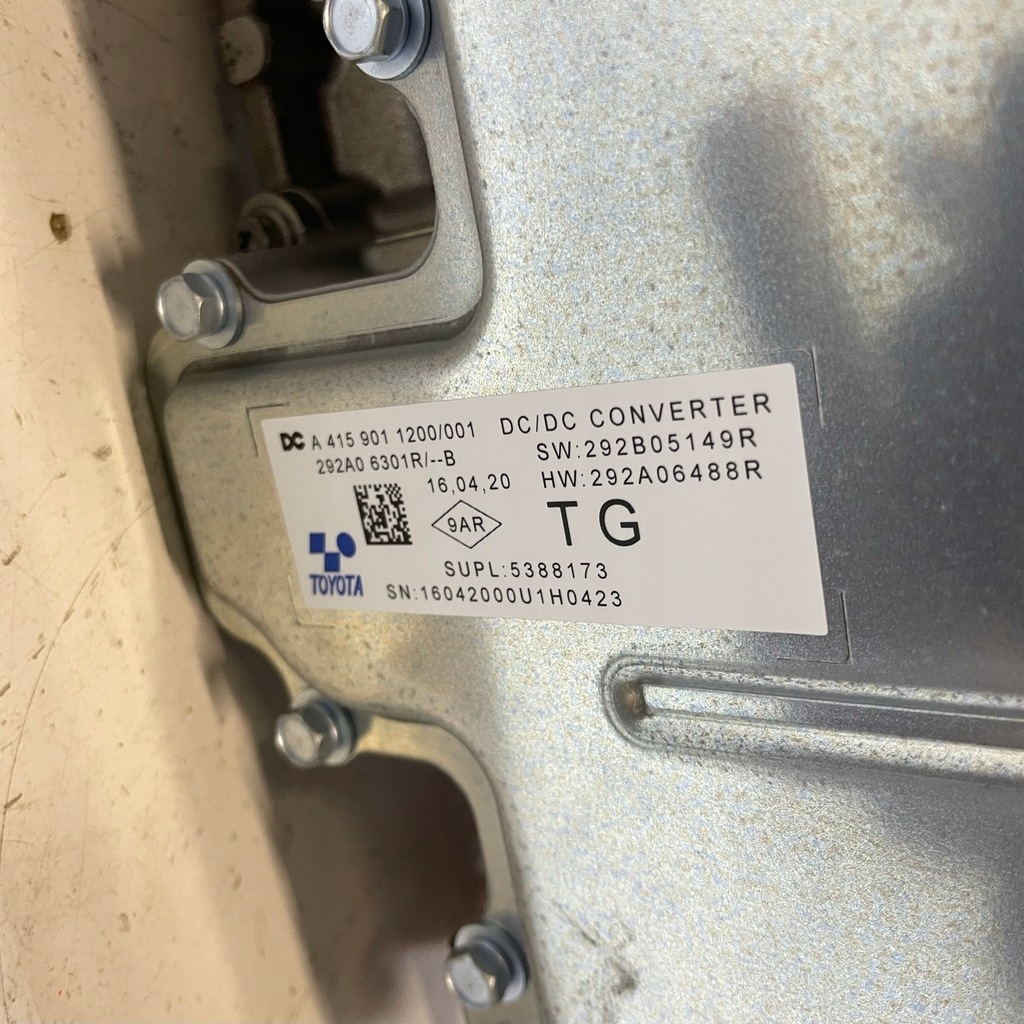 DC A 415 901 1200/001 DC/DC CONVERTER
292A0 6301R/--B SW:292B05149R
16,04,20 HW:292A06488R
9AR TG
TOYOTA SUPL:5388173
SN:16042000U1H0423